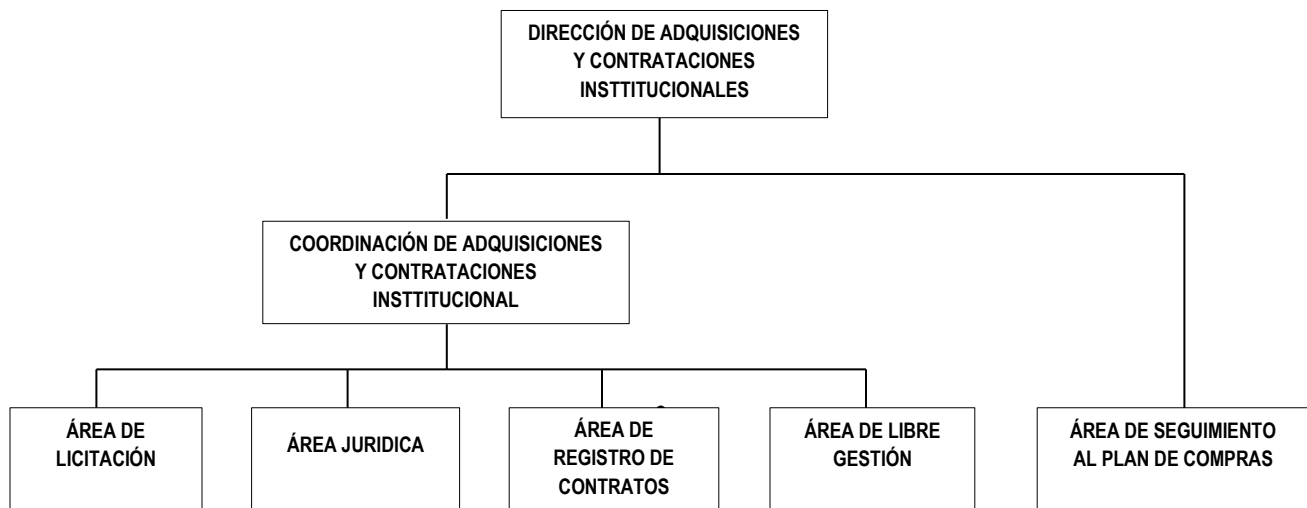 DIRECCIÓN DE ADQUISICIONES
Y CONTRATACIONES
INSTTITUCIONALES
COORDINACIÓN DE ADQUISICIONES
Y CONTRATACIONES
INSTTITUCIONAL
ÁREA DE
LICITACIÓN
ÁREA JURIDICA
ÁREA DE
REGISTRO DE
CONTRATOS
ÁREA DE LIBRE
GESTIÓN
ÁREA DE SEGUIMIENTO
AL PLAN DE COMPRAS